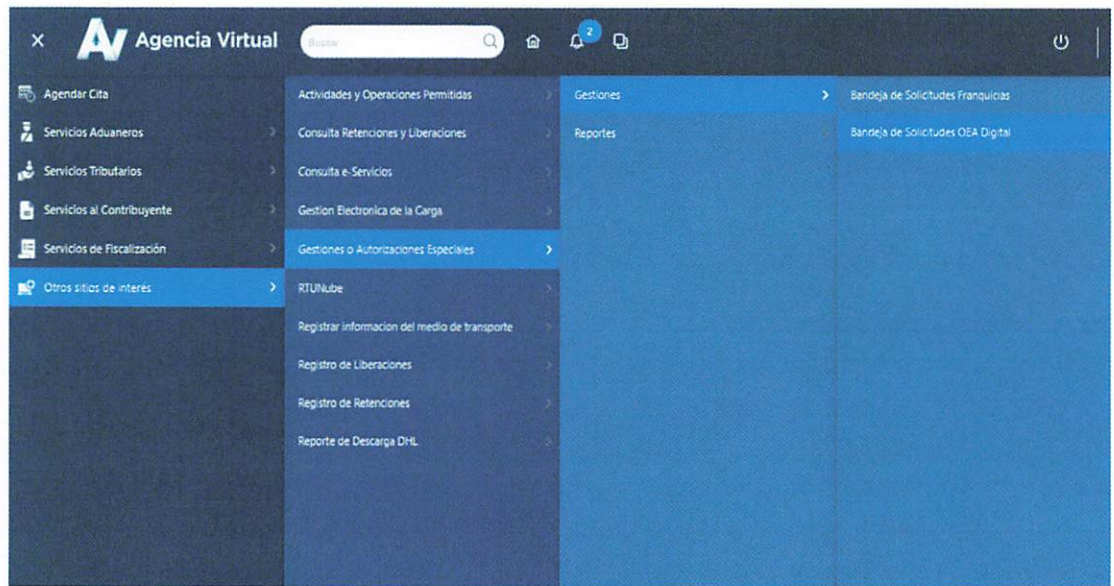 Agencia Virtual
Buscar
2
Agendar Cita
Servicios Aduaneros
Servicios Tributarios
Servicios al Contribuyente
Servicios de Fiscalización
Otros sitios de interés
Actividades y Operaciones Permitidas
Consulta Retenciones y Liberaciones
Consulta e-Servicios
Gestion Electronica de la Carga
Gestiones o Autorizaciones Especiales
RTUNube
Registrar informacion del medio de transporte
Registro de Liberaciones
Registro de Retenciones
Reporte de Descarga DHL
Gestiones
Reportes
Bandeja de Solicitudes Franquicias
Bandeja de Solicitudes OEA Digital